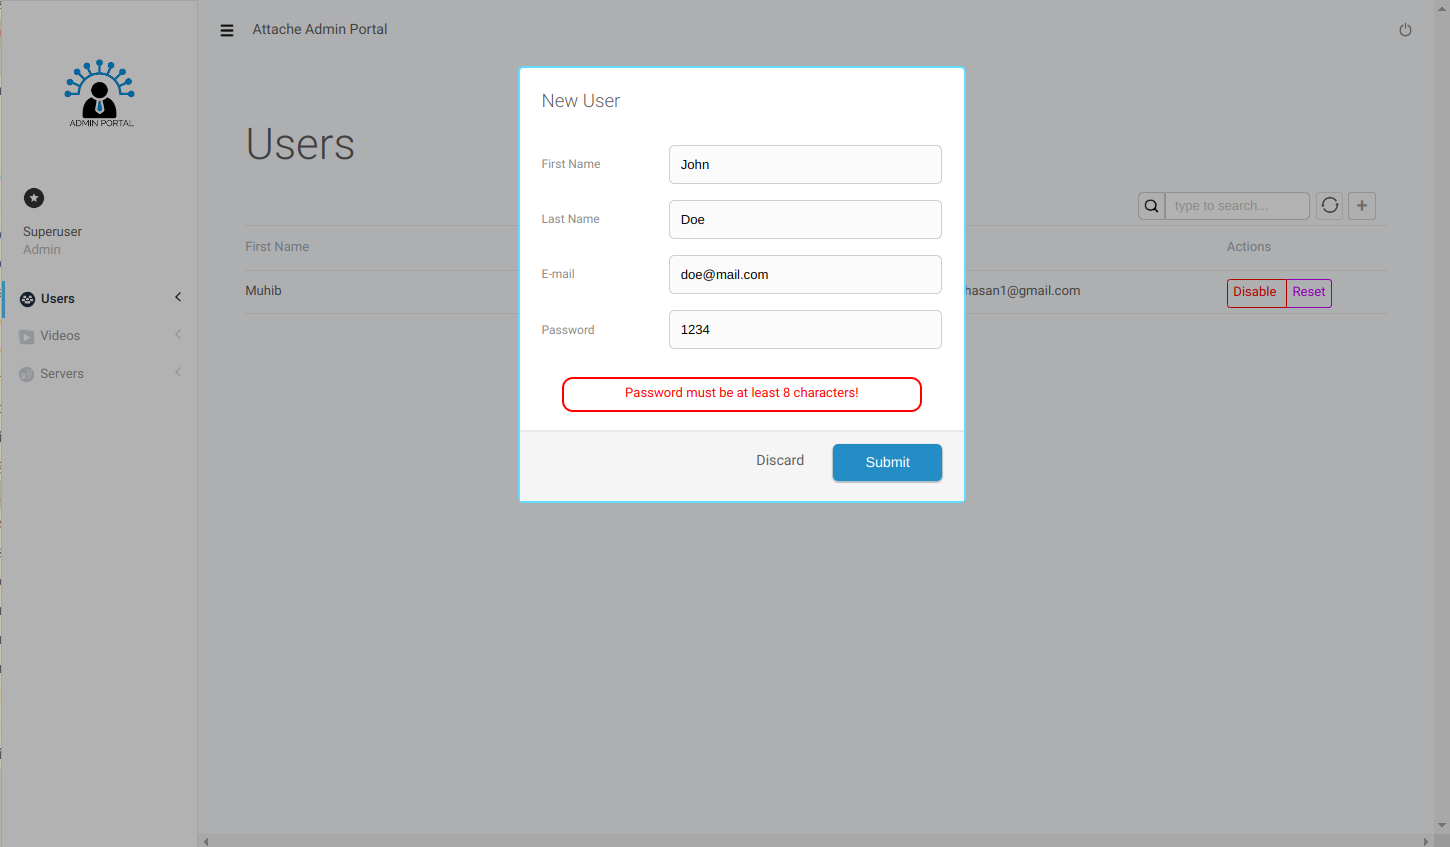 Attache Admin Portal
ADMIN PORTAL
Superuser
Admin
Users
Videos
Servers
Users
type to search...
+
First Name
Actions
Muhib
hasan1@gmail.com
Disable
Reset
New User
First Name
John
Last Name
Doe
E-mail
doe@mail.com
Password
1234
Password must be at least 8 characters!
Discard
Submit